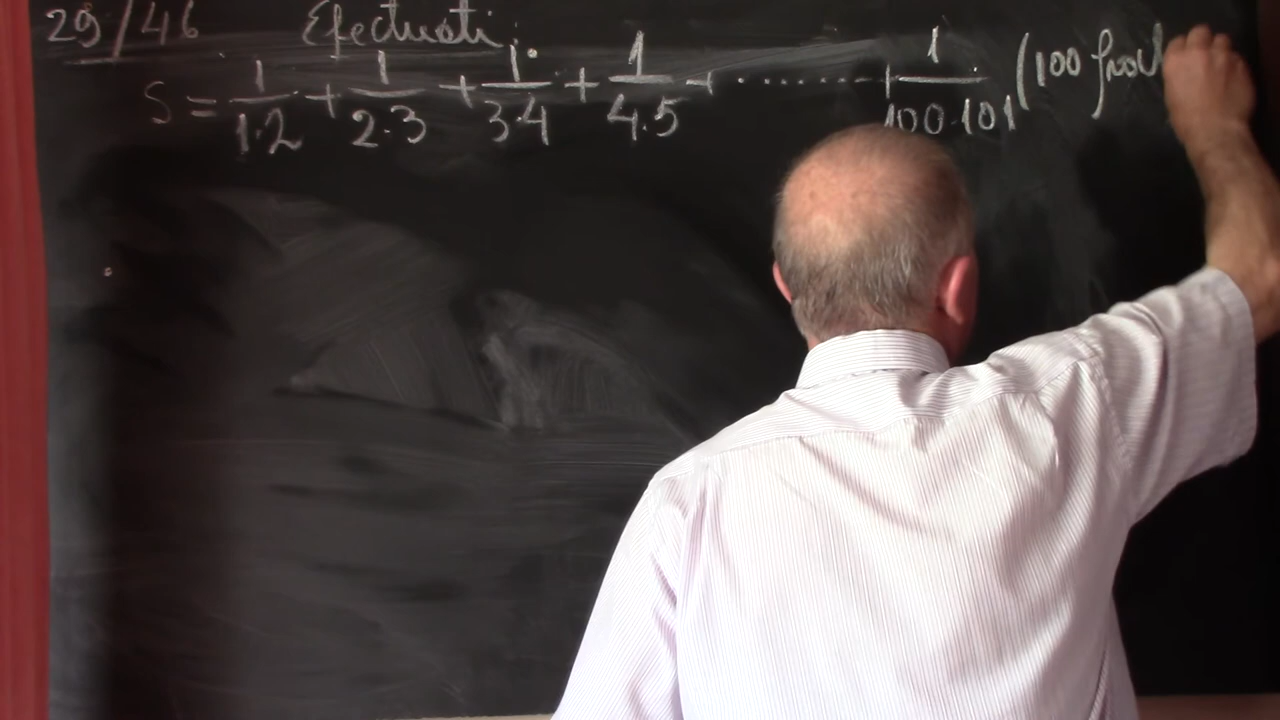 29/46 Efectuati:
S = 1/1·2 + 1/2·3 + 1/3·4 + 1/4·5 + ........ + 1/100·101 (100 frac